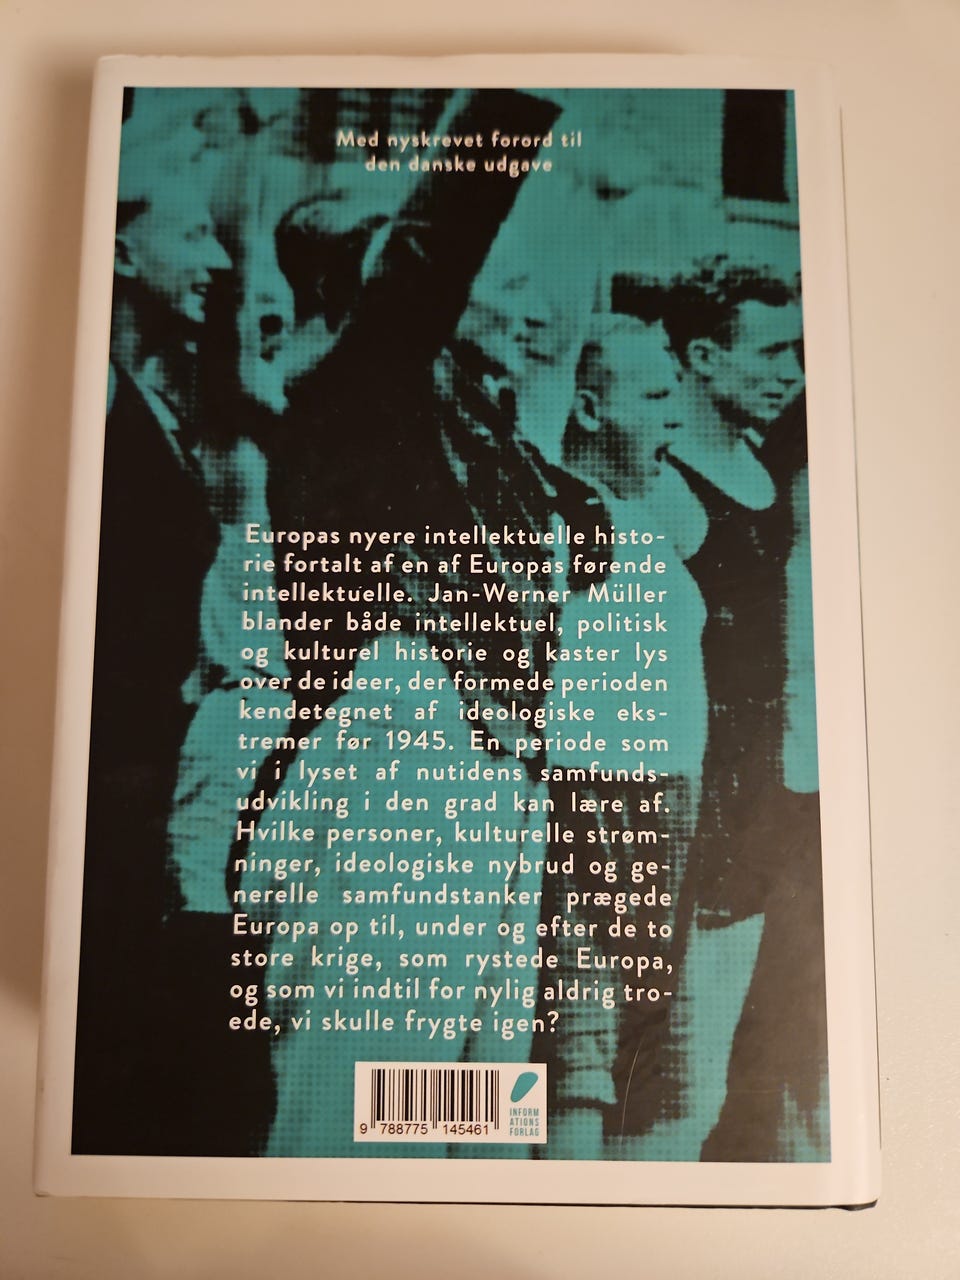 Med nyskrevet forord til
den danske udgave
Europas nyere intellektuelle histo-
rie fortalt af en af Europas førende
intellektuelle. Jan-Werner Müller
blander både intellektuel, politisk
og kulturel historie og kaster lys
over de ideer, der formede perioden
kendetegnet af ideologiske eks-
tremer før 1945. En periode som
vi i lyset af nutidens samfunds-
udvikling i den grad kan lære af.
Hvilke personer, kulturelle strøm-
ninger, ideologiske nybrud og ge-
nerelle samfundstanker prægede
Europa op til, under og efter de to
store krige, som rystede Europa,
og som vi indtil for nylig aldrig tro-
ede, vi skulle frygte igen?
9 788775 145461
INFORM
ATIONS
FORLAG